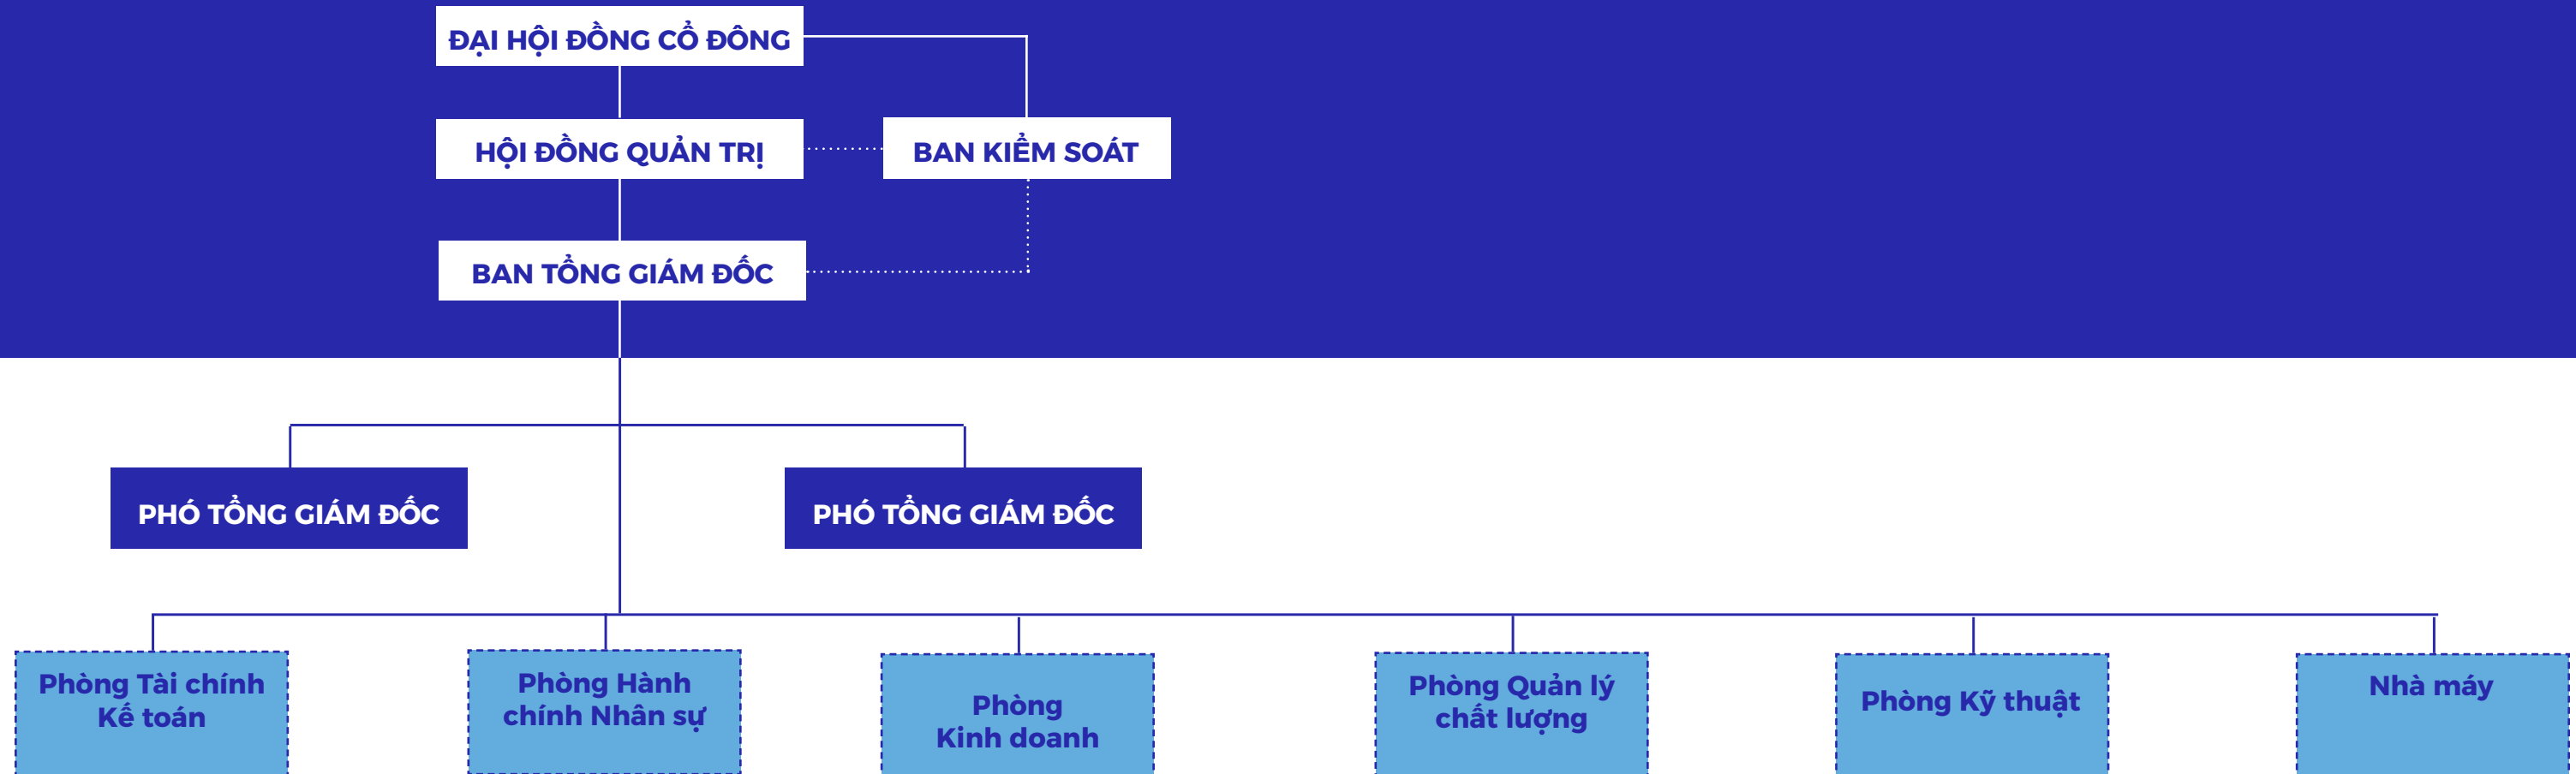 ĐẠI HỘI ĐỒNG CỔ ĐÔNG
HỘI ĐỒNG QUẢN TRỊ
BAN KIỂM SOÁT
BAN TỔNG GIÁM ĐỐC
PHÓ TỔNG GIÁM ĐỐC
PHÓ TỔNG GIÁM ĐỐC
Phòng Tài chính
Kế toán
Phòng Hành
chính Nhân sự
Phòng
Kinh doanh
Phòng Quản lý
chất lượng
Phòng Kỹ thuật
Nhà máy